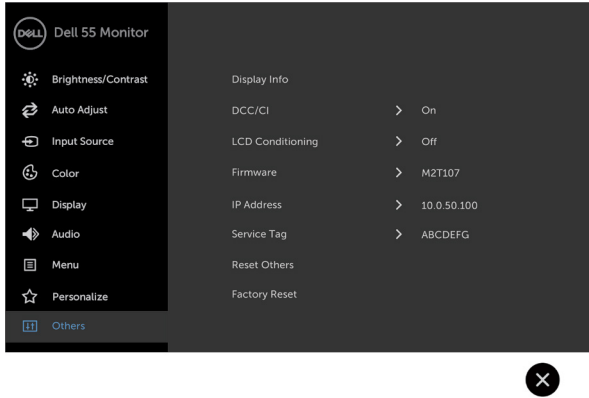 DELL Dell 55 Monitor
Brightness/Contrast
Auto Adjust
Input Source
Color
Display
Audio
Menu
Personalize
Others
Display Info
DCC/CI > On
LCD Conditioning > Off
Firmware > M2T107
IP Address > 10.0.50.100
Service Tag > ABCDEFG
Reset Others
Factory Reset